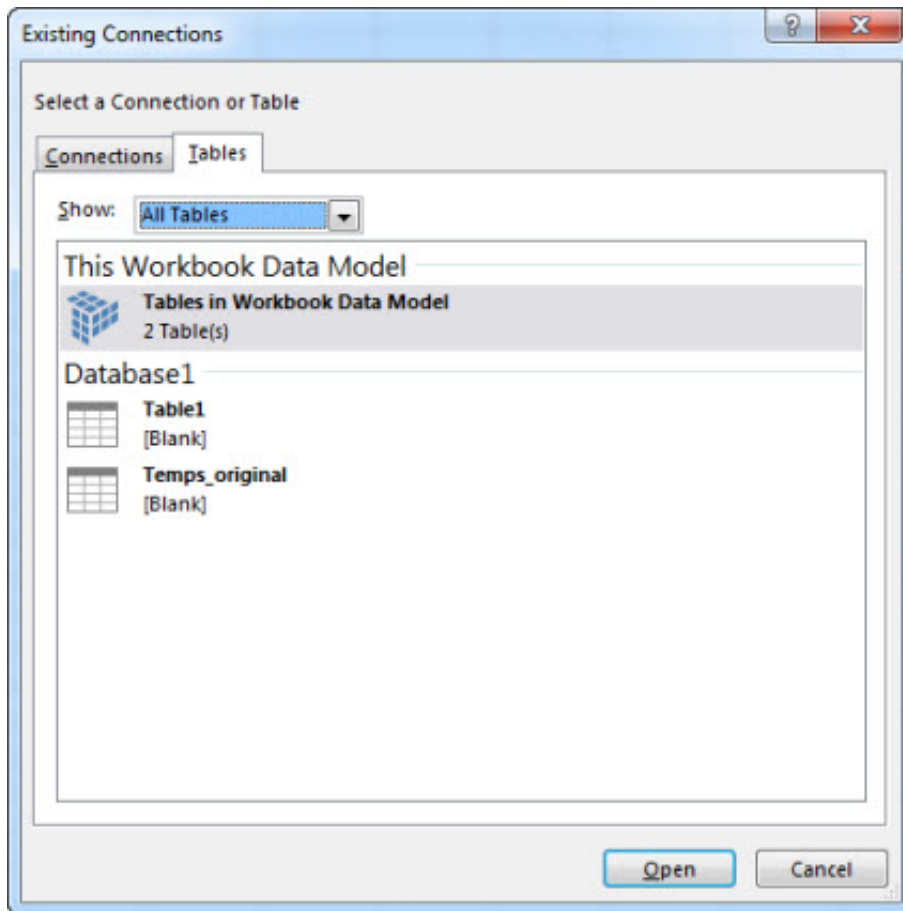 Existing Connections
Select a Connection or Table
Connections Tables
Show: All Tables
This Workbook Data Model
Tables in Workbook Data Model
2 Table(s)
Database1
Table1
[Blank]
Temps_original
[Blank]
Open Cancel